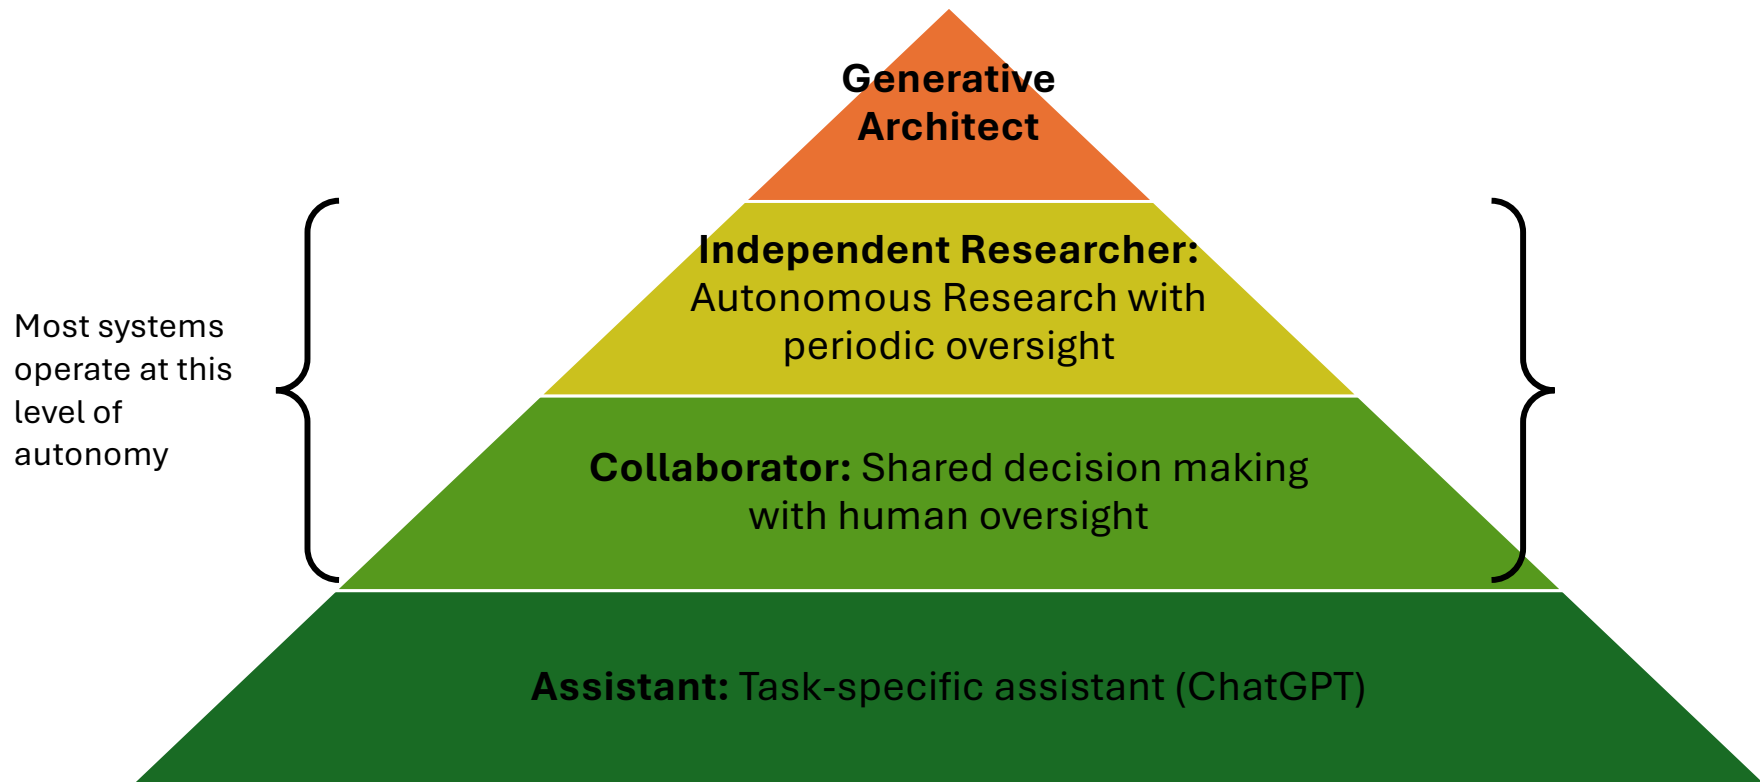 Generative
Architect
Independent Researcher:
Autonomous Research with
periodic oversight
Most systems
operate at this
level of
autonomy
Collaborator: Shared decision making
with human oversight
Assistant: Task-specific assistant (ChatGPT)